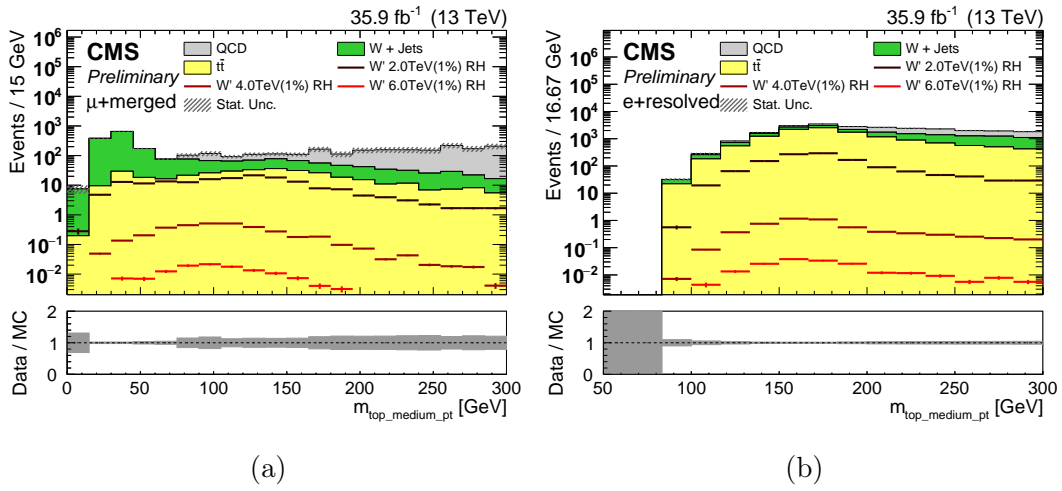 35.9 fb⁻¹ (13 TeV)
CMS
Preliminary
μ+merged
QCD
W + Jets
tt̄
W' 2.0TeV(1%) RH
W' 4.0TeV(1%) RH
W' 6.0TeV(1%) RH
Stat. Unc.
Events / 15 GeV
10⁶
10⁵
10⁴
10³
10²
10
1
10⁻¹
10⁻²
Data / MC
2
1
0
0 50 100 150 200 250 300
m_top_medium_pt [GeV]
(a)
35.9 fb⁻¹ (13 TeV)
CMS
Preliminary
e+resolved
QCD
W + Jets
tt̄
W' 2.0TeV(1%) RH
W' 4.0TeV(1%) RH
W' 6.0TeV(1%) RH
Stat. Unc.
Events / 16.67 GeV
10⁶
10⁵
10⁴
10³
10²
10
1
10⁻¹
10⁻²
Data / MC
2
1
0
50 100 150 200 250 300
m_top_medium_pt [GeV]
(b)